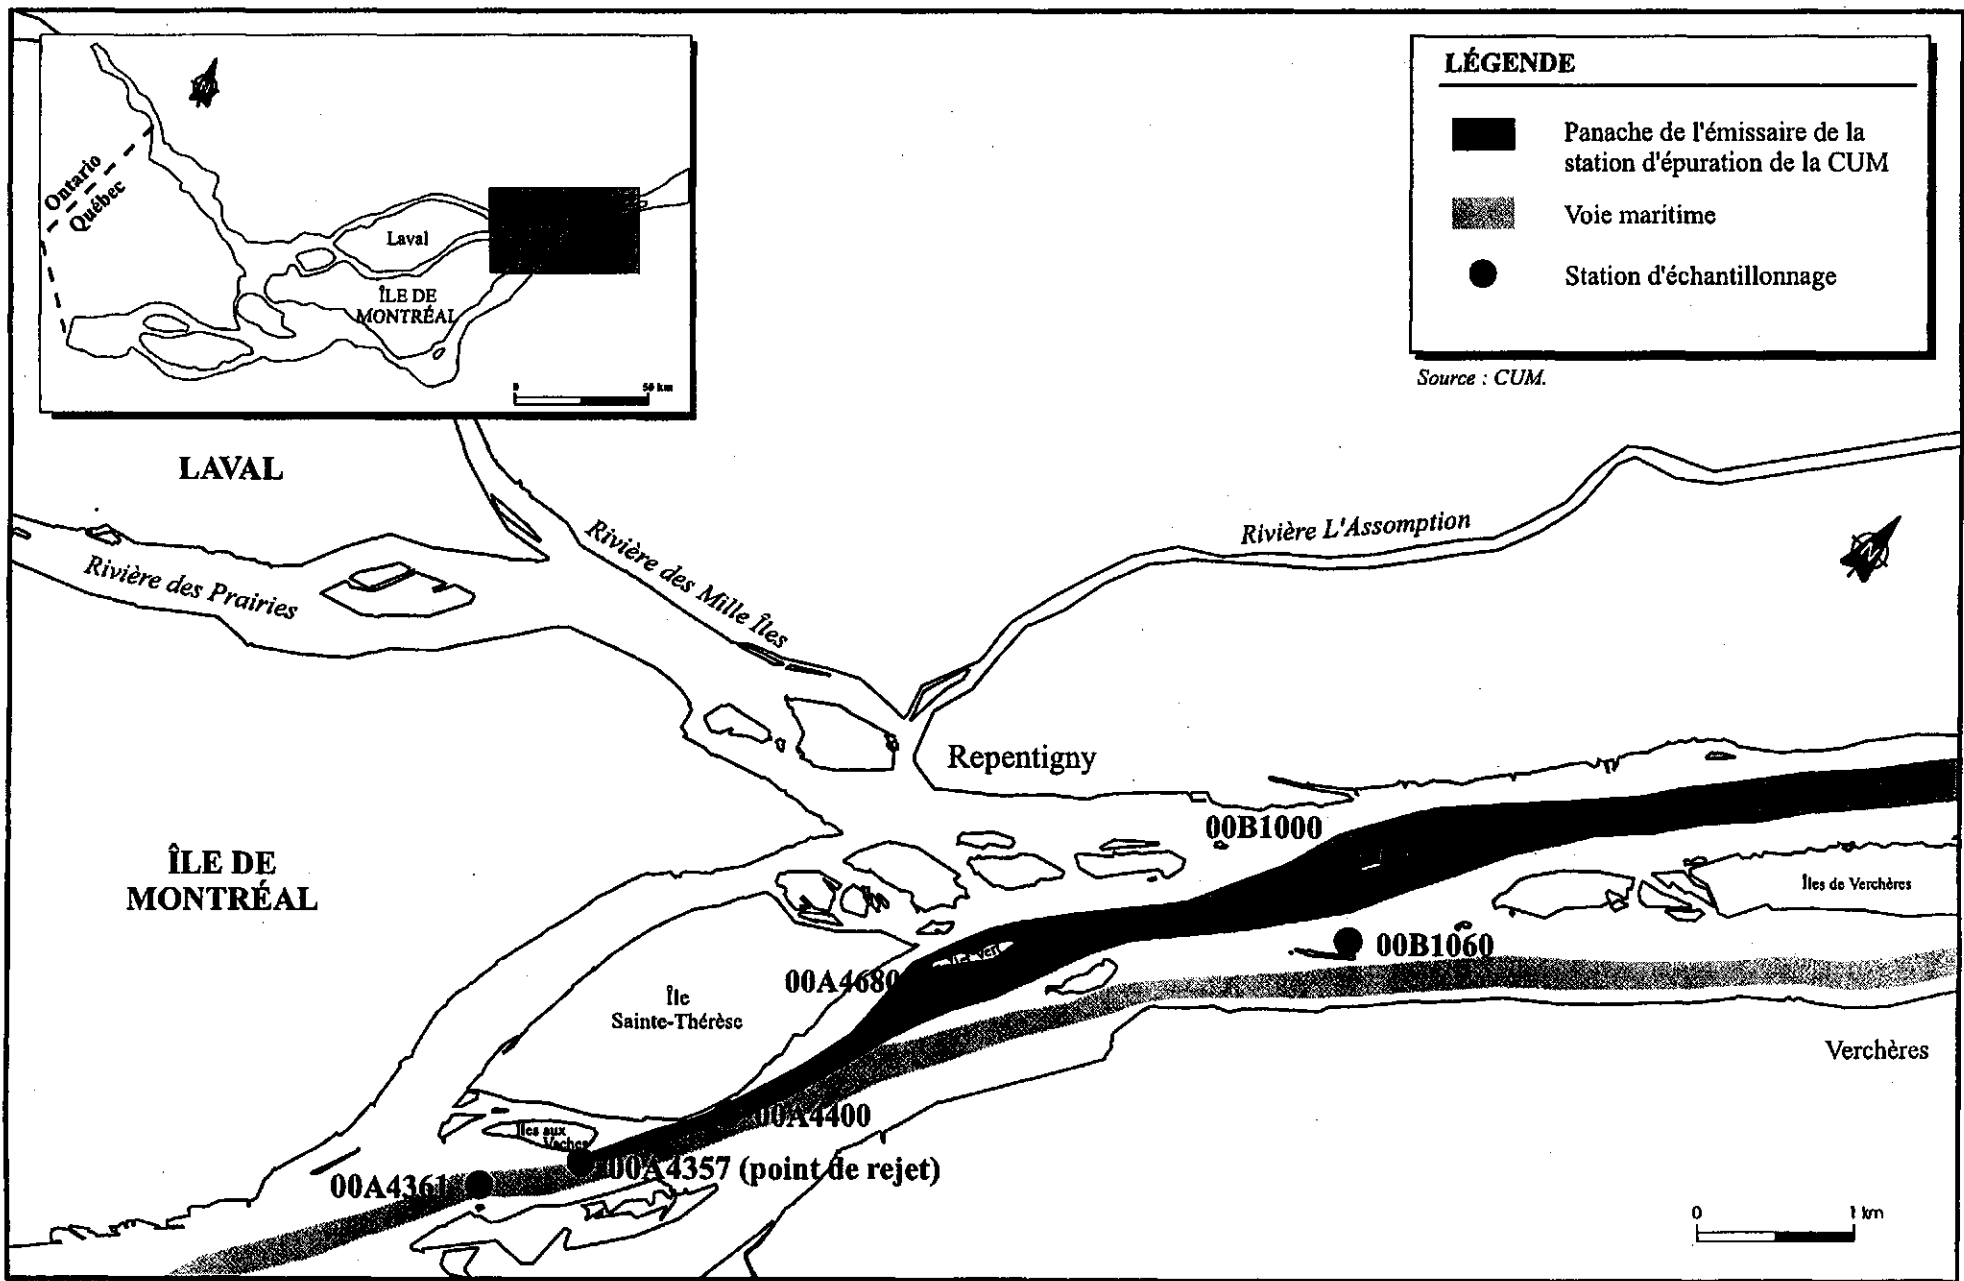 Ontario
Québec
Laval
ÎLE DE
MONTRÉAL
0
50 km
LÉGENDE
Panache de l'émissaire de la
station d'épuration de la CUM
Voie maritime
Station d'échantillonnage
Source : CUM.
LAVAL
Rivière des Prairies
Rivière des Mille Îles
Rivière L'Assomption
N
Repentigny
00B1000
ÎLE DE
MONTRÉAL
Îles de Verchères
00B1060
00A4680
Île
Sainte-Thérèse
Verchères
00A4400
Îles aux
Vaches
00A4357 (point de rejet)
00A4361
0
1 km